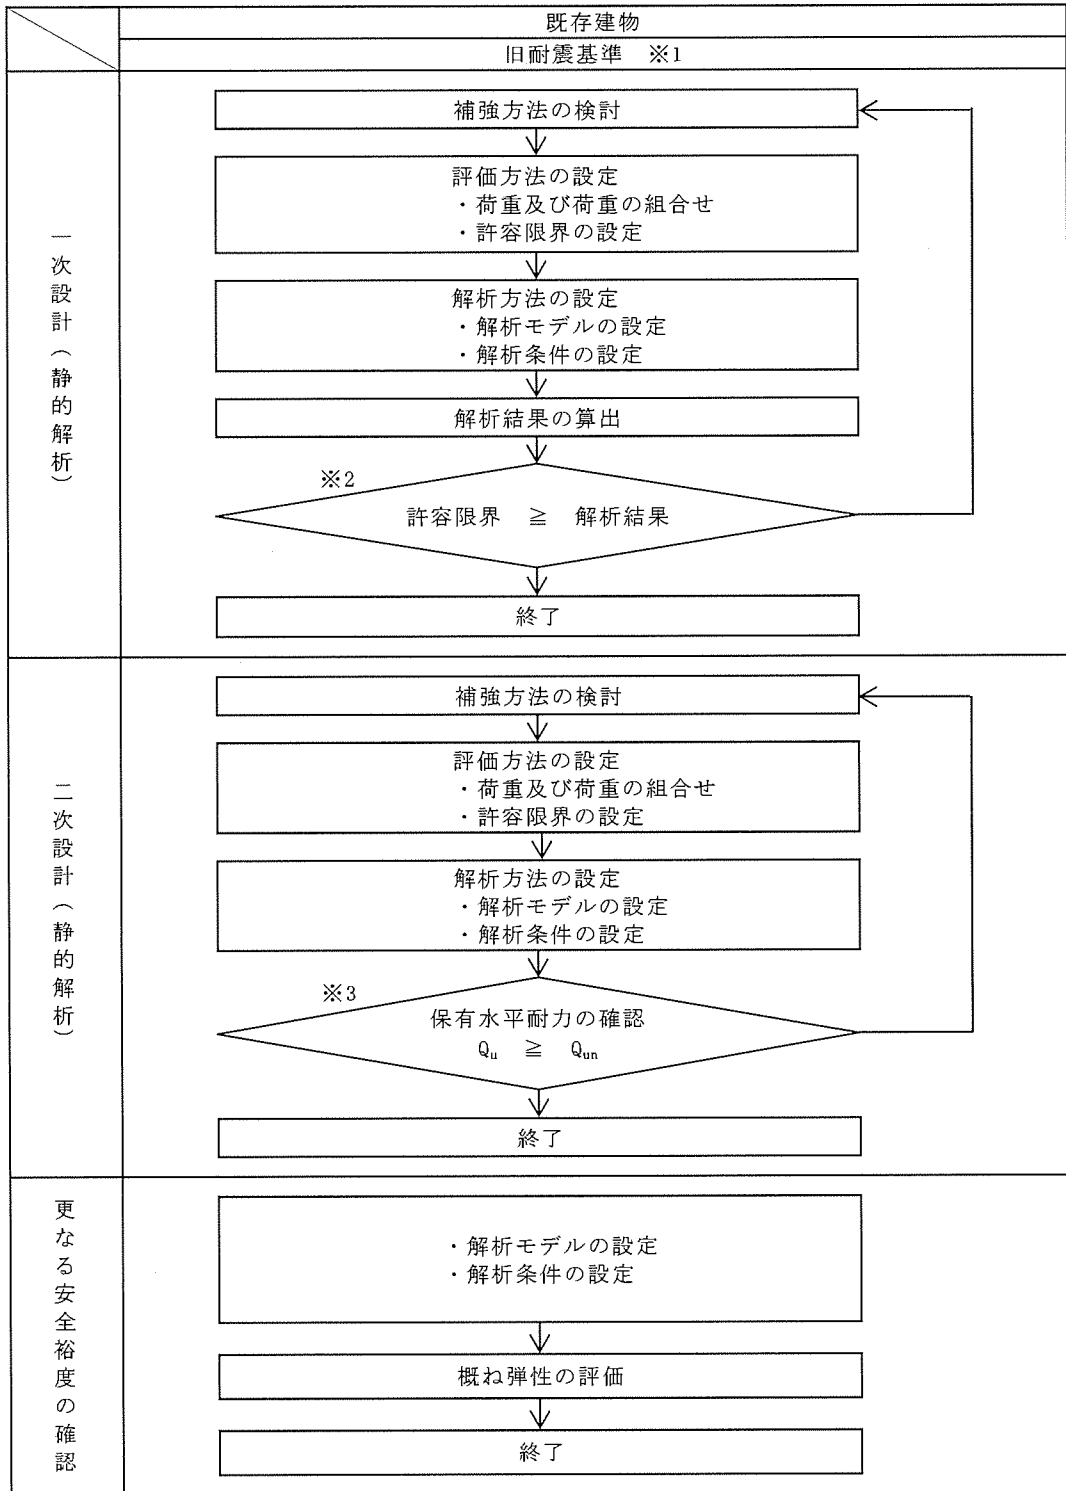 既存建物
旧耐震基準 ※1
一次設計（静的解析）
補強方法の検討
評価方法の設定
・荷重及び荷重の組合せ
・許容限界の設定
解析方法の設定
・解析モデルの設定
・解析条件の設定
解析結果の算出
※2
許容限界 ≧ 解析結果
終了
二次設計（静的解析）
補強方法の検討
評価方法の設定
・荷重及び荷重の組合せ
・許容限界の設定
解析方法の設定
・解析モデルの設定
・解析条件の設定
※3
保有水平耐力の確認
Qu ≧ Qun
終了
更なる安全裕度の確認
・解析モデルの設定
・解析条件の設定
概ね弾性の評価
終了